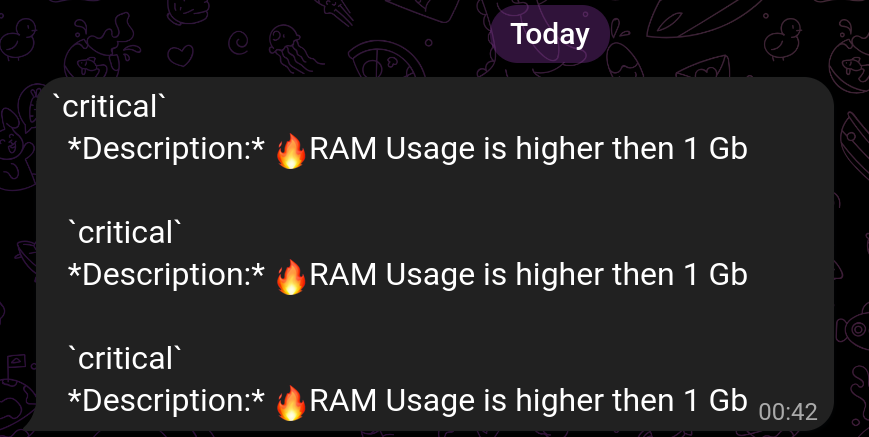 Today
`critical`
*Description:* 🔥RAM Usage is higher then 1 Gb
`critical`
*Description:* 🔥RAM Usage is higher then 1 Gb
`critical`
*Description:* 🔥RAM Usage is higher then 1 Gb
00:42